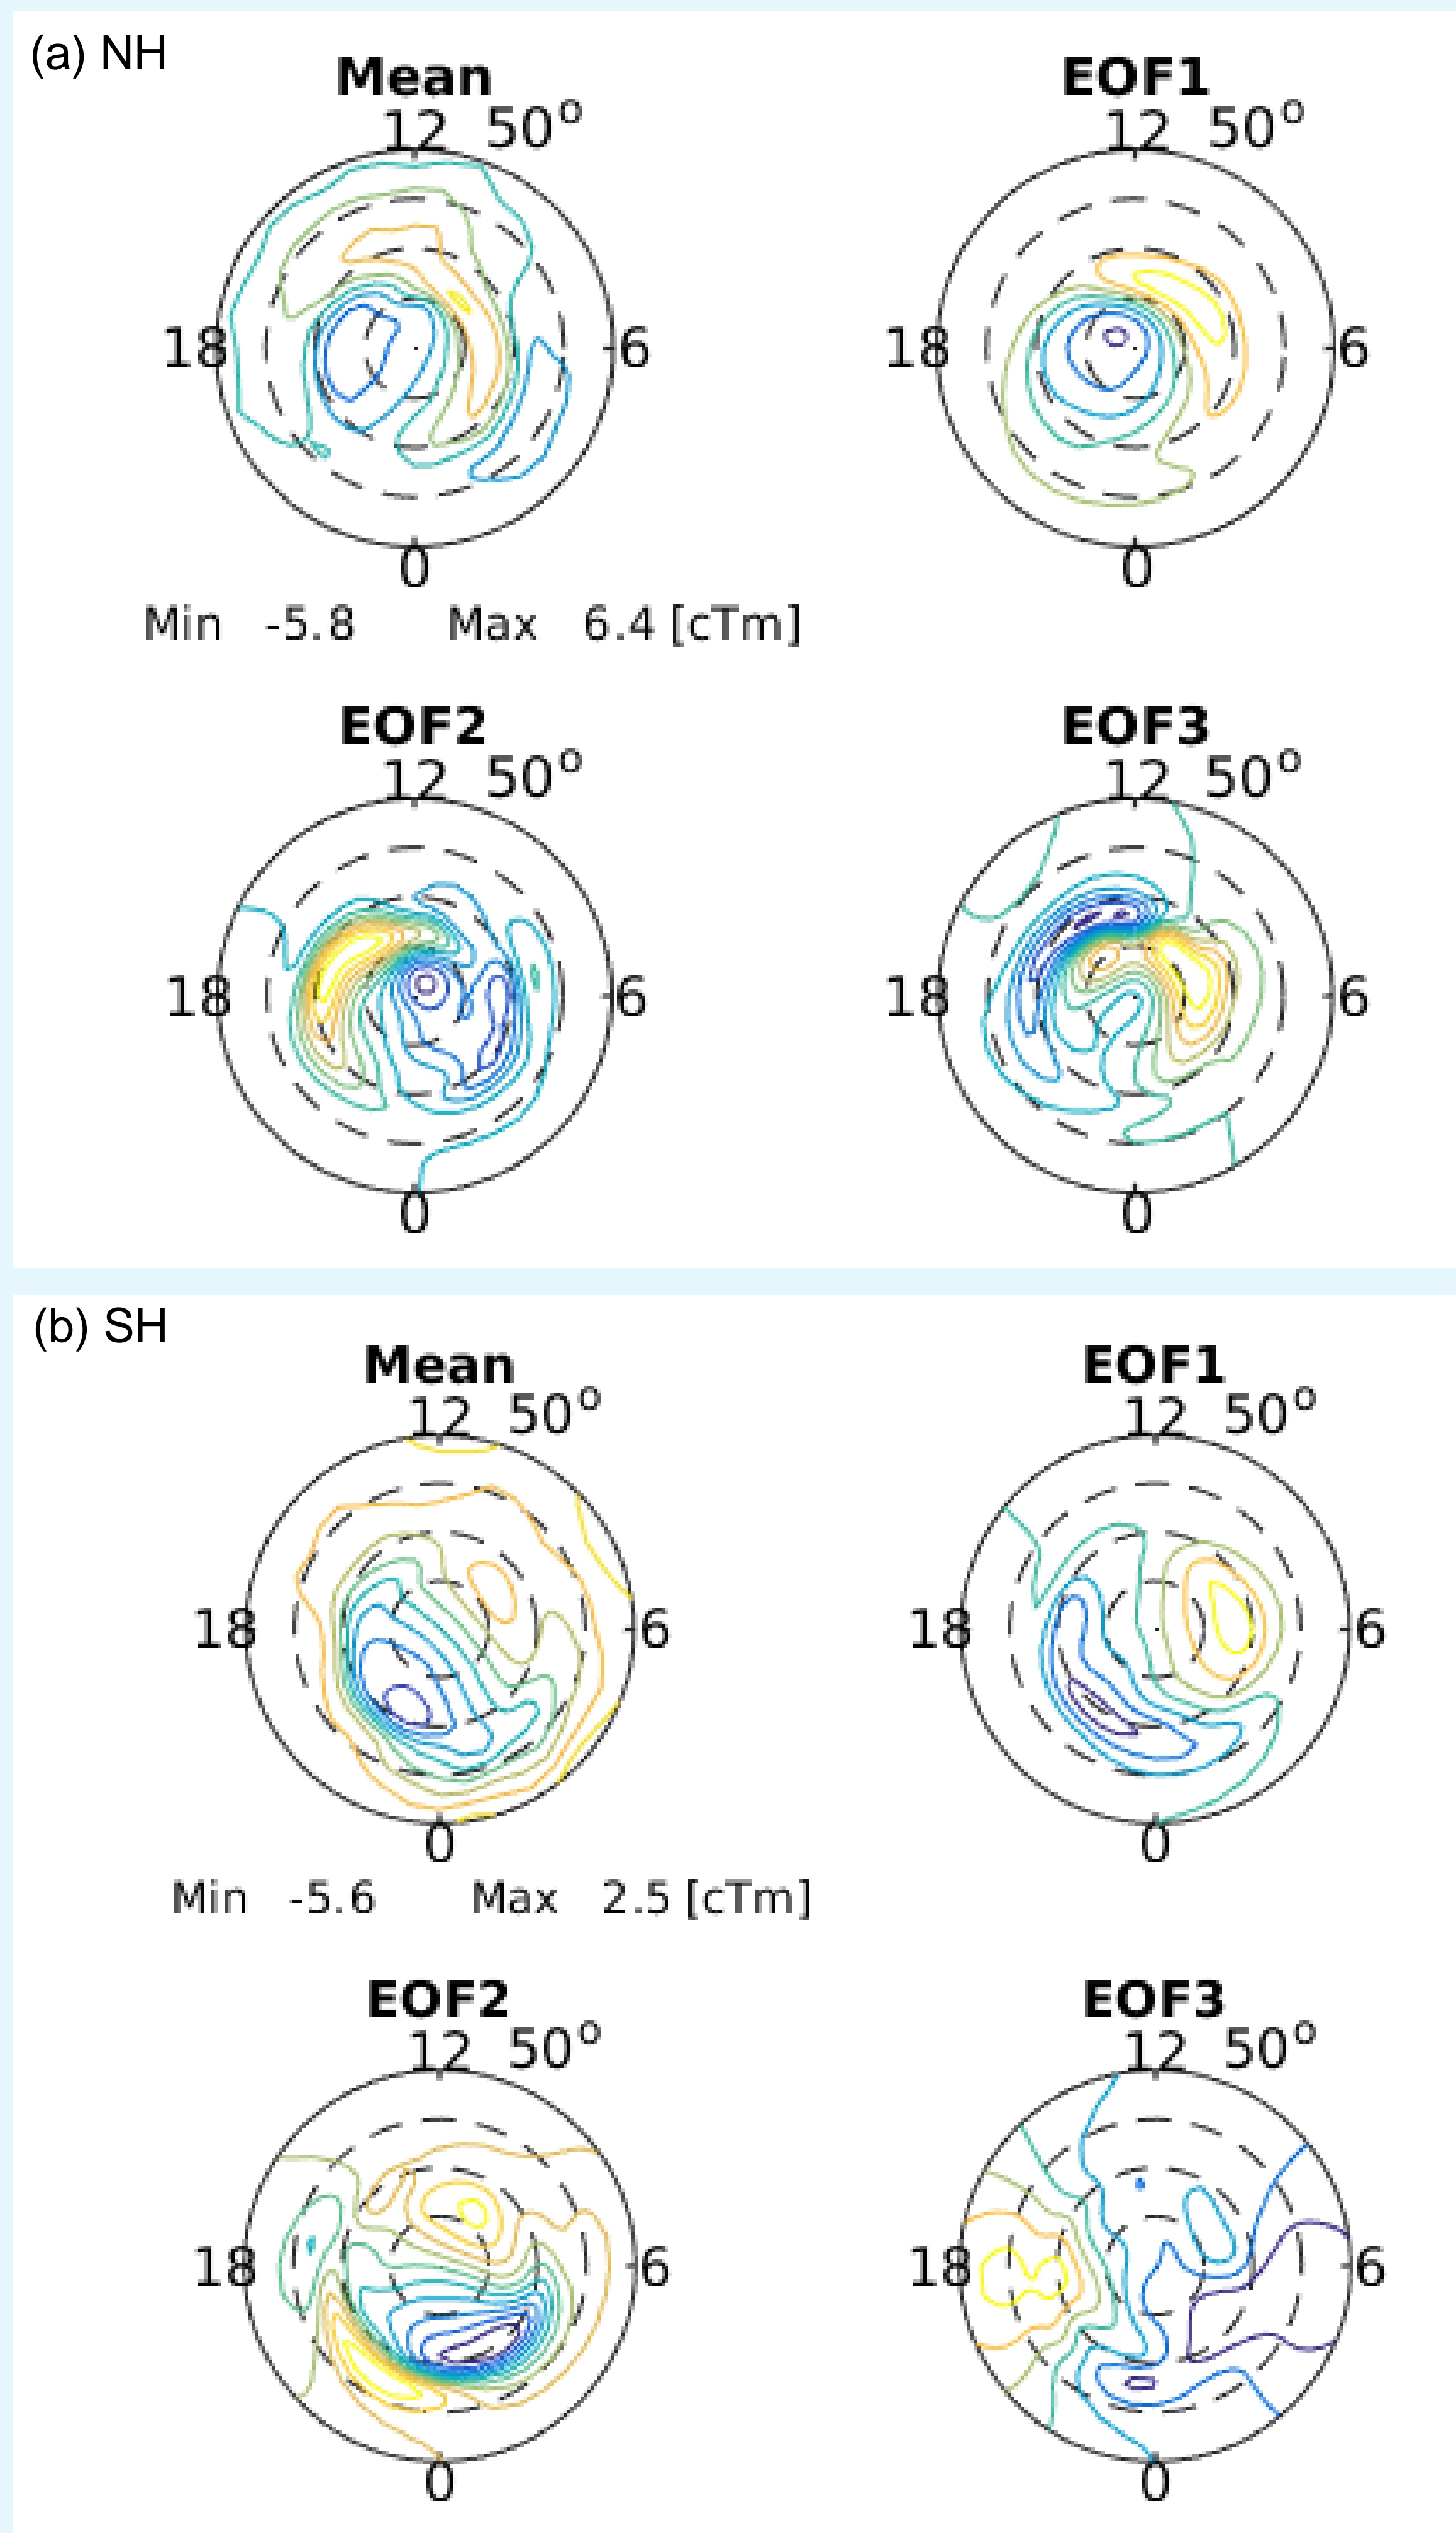 (a) NH
Mean EOF1
12 50° 12 50°
18 6 18 6
0 0
Min -5.8 Max 6.4 [cTm]
EOF2 EOF3
12 50° 12 50°
18 6 18 6
0 0
(b) SH
Mean EOF1
12 50° 12 50°
18 6 18 6
0 0
Min -5.6 Max 2.5 [cTm]
EOF2 EOF3
12 50° 12 50°
18 6 18 6
0 0